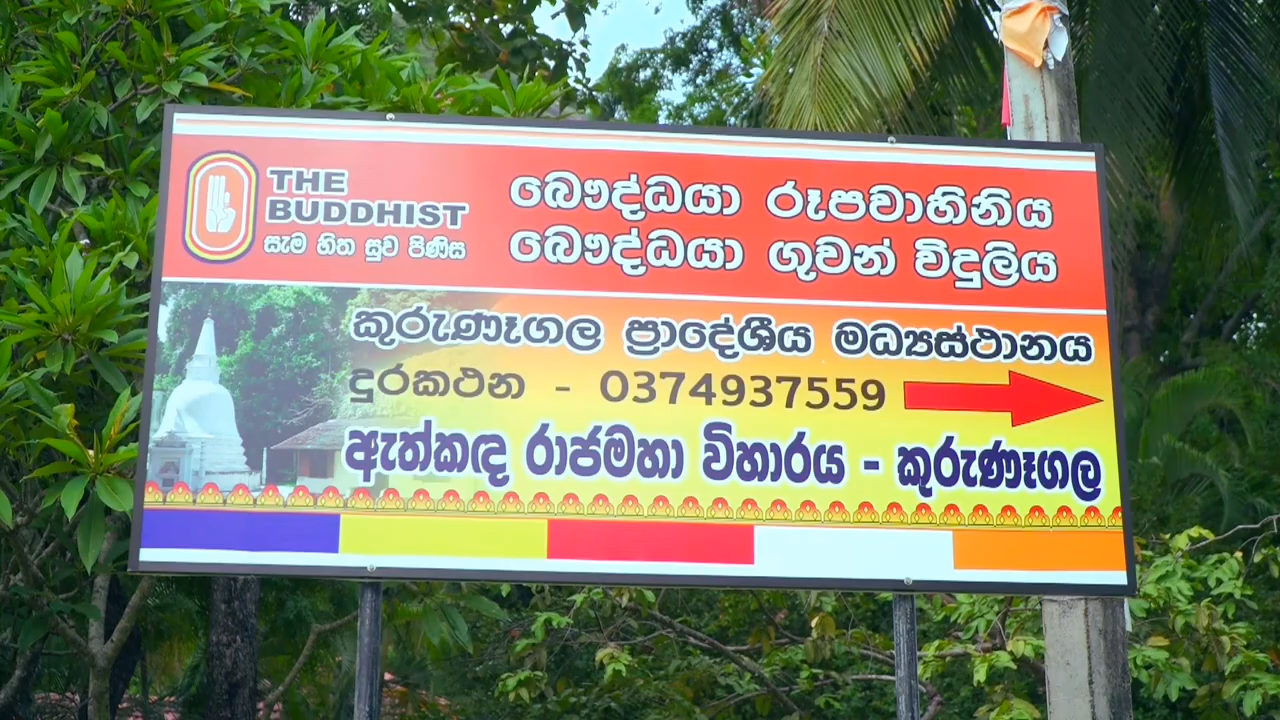 THE
BUDDHIST
සැම හිත සුව පිණිස
බෞද්ධයා රූපවාහිනිය
බෞද්ධයා ගුවන් විදුලිය
කුරුණෑගල ප්‍රාදේශීය මධ්‍යස්ථානය
දුරකථන - 0374937559
ඇත්කඳ රාජමහා විහාරය - කුරුණෑගල